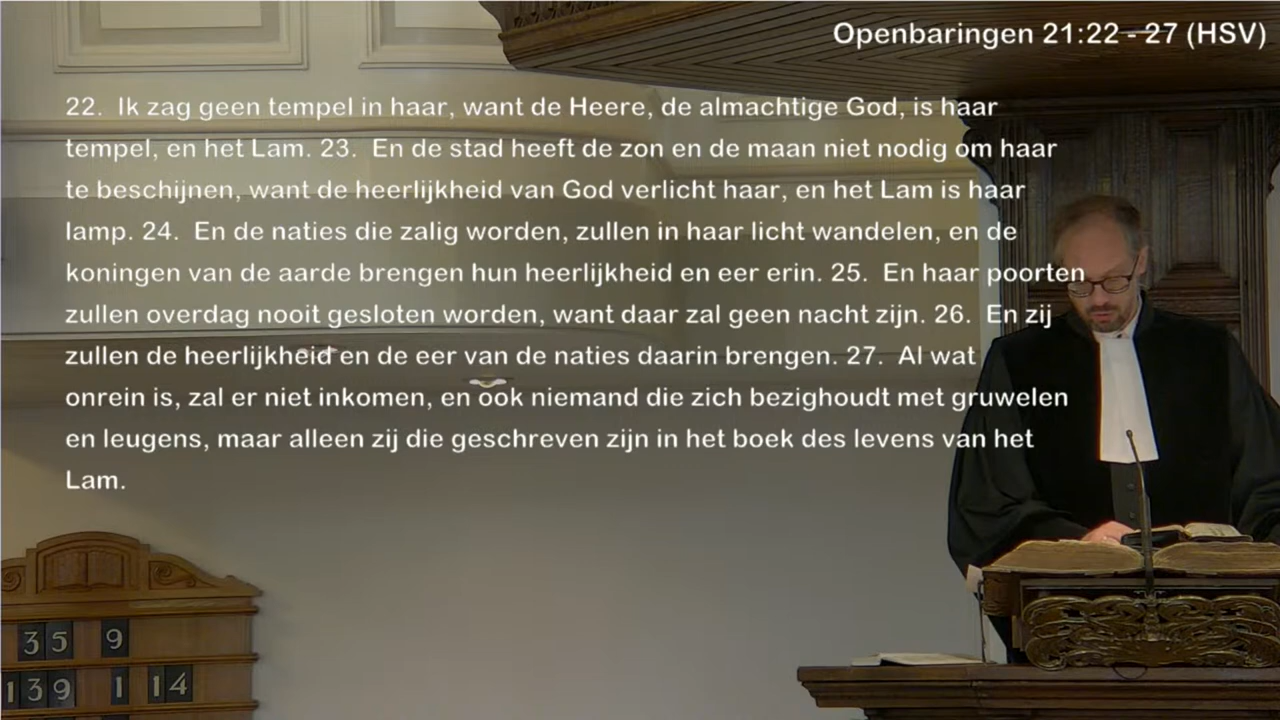 Openbaringen 21:22 - 27 (HSV)
22. Ik zag geen tempel in haar, want de Heere, de almachtige God, is haar
tempel, en het Lam. 23. En de stad heeft de zon en de maan niet nodig om haar
te beschijnen, want de heerlijkheid van God verlicht haar, en het Lam is haar
lamp. 24. En de naties die zalig worden, zullen in haar licht wandelen, en de
koningen van de aarde brengen hun heerlijkheid en eer erin. 25. En haar poorten
zullen overdag nooit gesloten worden, want daar zal geen nacht zijn. 26. En zij
zullen de heerlijkheid en de eer van de naties daarin brengen. 27. Al wat
onrein is, zal er niet inkomen, en ook niemand die zich bezighoudt met gruwelen
en leugens, maar alleen zij die geschreven zijn in het boek des levens van het
Lam.
35 9
139 1 14